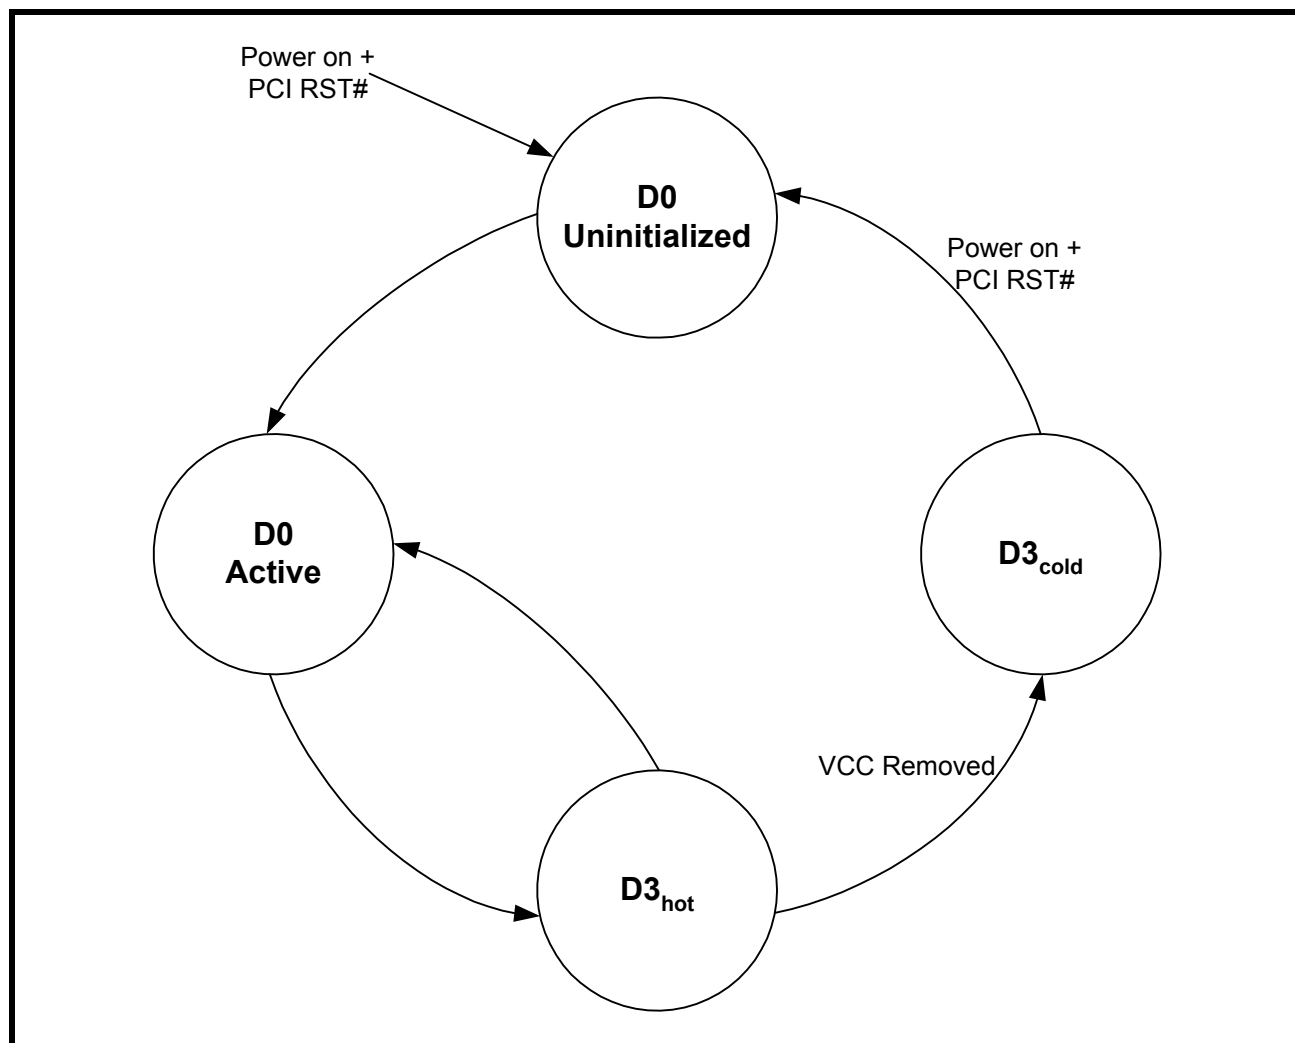 Power on +
PCI RST#
D0
Uninitialized
Power on +
PCI RST#
D0
Active
D3cold
VCC Removed
D3hot